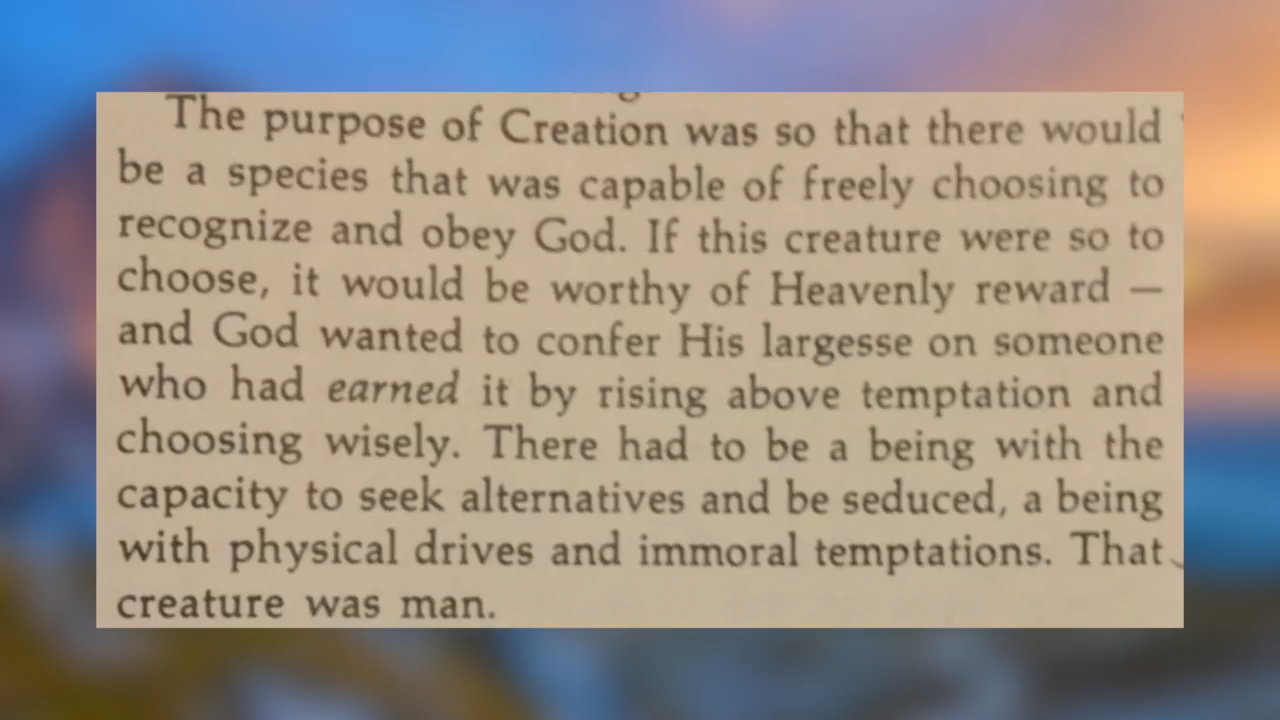 The purpose of Creation was so that there would
be a species that was capable of freely choosing to
recognize and obey God. If this creature were so to
choose, it would be worthy of Heavenly reward —
and God wanted to confer His largesse on someone
who had earned it by rising above temptation and
choosing wisely. There had to be a being with the
capacity to seek alternatives and be seduced, a being
with physical drives and immoral temptations. That
creature was man.